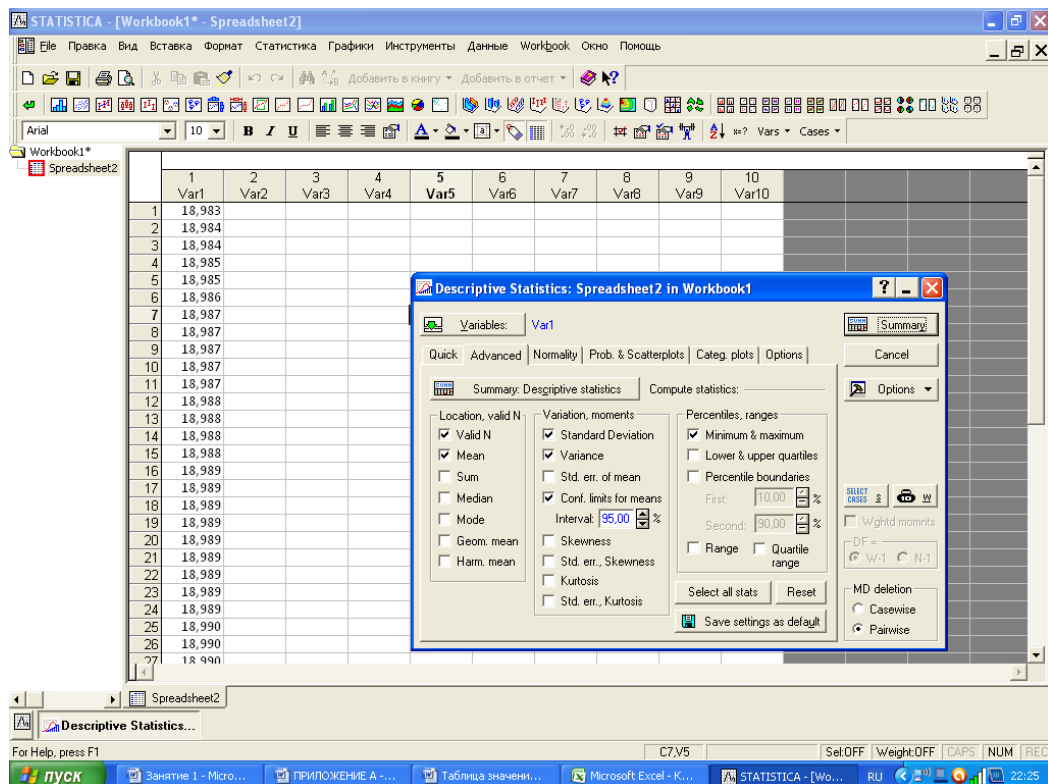 STATISTICA - [Workbook1* - Spreadsheet2]
File Правка Вид Вставка Формат Статистика Графики Инструменты Данные Workbook Окно Помощь
Добавить в книгу Добавить в отчет
Arial 10 B I U Vars Cases
Workbook1*
Spreadsheet2
1 2 3 4 5 6 7 8 9 10
Var1 Var2 Var3 Var4 Var5 Var6 Var7 Var8 Var9 Var10
1 18,983
2 18,984
3 18,984
4 18,985
5 18,985
6 18,986
7 18,987
8 18,987
9 18,987
10 18,987
11 18,987
12 18,988
13 18,988
14 18,988
15 18,988
16 18,989
17 18,989
18 18,989
19 18,989
20 18,989
21 18,989
22 18,989
23 18,989
24 18,989
25 18,990
26 18,990
27 18,990
Descriptive Statistics: Spreadsheet2 in Workbook1
Variables: Var1
Summary
Quick Advanced Normality Prob. & Scatterplots Categ. plots Options
Cancel
Summary: Descriptive statistics Compute statistics:
Options
Location, valid N
Valid N
Mean
Sum
Median
Mode
Geom. mean
Harm. mean
Variation, moments
Standard Deviation
Variance
Std. err. of mean
Conf. limits for means
Interval: 95,00 %
Skewness
Std. err., Skewness
Kurtosis
Std. err., Kurtosis
Percentiles, ranges
Minimum & maximum
Lower & upper quartiles
Percentile boundaries
First: 10,00 %
Second: 90,00 %
Range Quartile range
Select all stats Reset
Save settings as default
SELECT CASES S W
Wghtd momnts
DF =
W-1 N-1
MD deletion
Casewise
Pairwise
Spreadsheet2
Descriptive Statistics...
For Help, press F1 C7,V5 Sel:OFF Weight:OFF CAPS NUM REC
пуск Занятие 1 - Micro... ПРИЛОЖЕНИЕ А -... Таблица значени... Microsoft Excel - K... STATISTICA - [Wo... RU 22:25